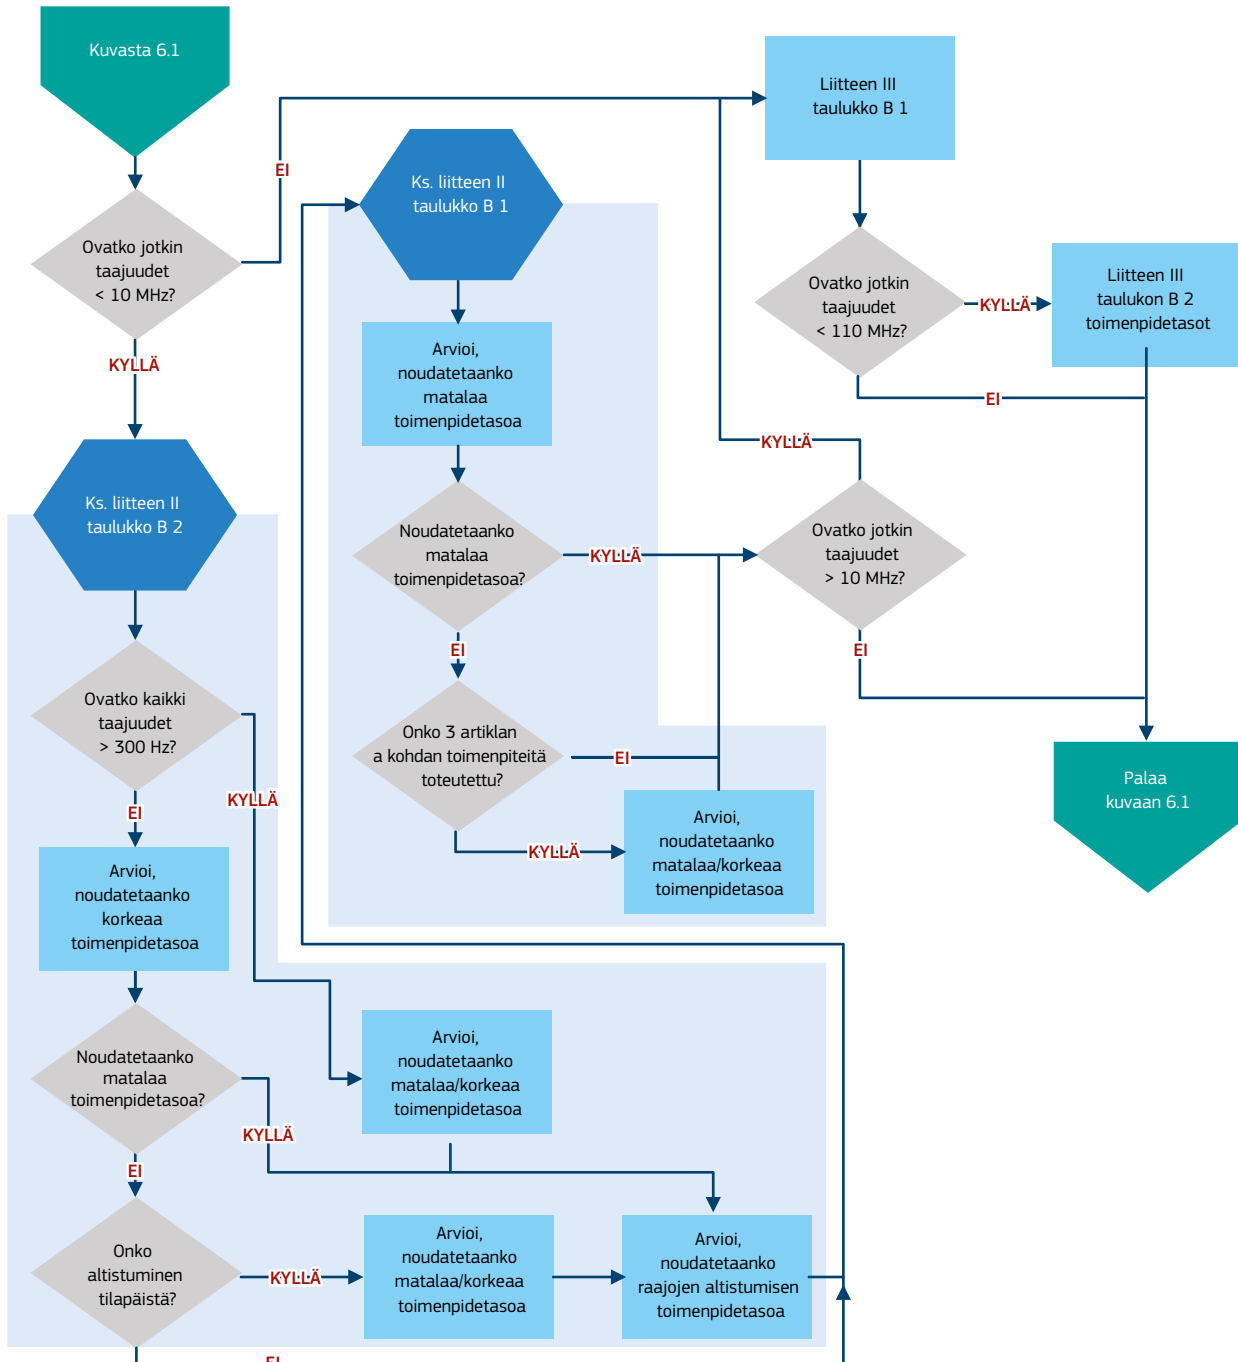 Kuvasta 6.1
Ovatko jotkin
taajuudet
< 10 MHz?
EI
KYLLÄ
Ks. liitteen II
taulukko B 2
Ovatko kaikki
taajuudet
> 300 Hz?
KYLLÄ
EI
Arvioi,
noudatetaanko
korkeaa
toimenpidetasoa
Noudatetaanko
matalaa
toimenpidetasoa?
KYLLÄ
EI
Onko
altistuminen
tilapäistä?
KYLLÄ
EI
Arvioi,
noudatetaanko
matalaa/korkeaa
toimenpidetasoa
Arvioi,
noudatetaanko
matalaa/korkeaa
toimenpidetasoa
Arvioi,
noudatetaanko
raajojen altistumisen
toimenpidetasoa
Ks. liitteen II
taulukko B 1
Arvioi,
noudatetaanko
matalaa
toimenpidetasoa
Noudatetaanko
matalaa
toimenpidetasoa?
KYLLÄ
EI
Onko 3 artiklan
a kohdan toimenpiteitä
toteutettu?
EI
KYLLÄ
Arvioi,
noudatetaanko
matalaa/korkeaa
toimenpidetasoa
Ovatko jotkin
taajuudet
> 10 MHz?
KYLLÄ
EI
Liitteen III
taulukko B 1
Ovatko jotkin
taajuudet
< 110 MHz?
KYLLÄ
EI
Liitteen III
taulukon B 2
toimenpidetasot
Palaa
kuvaan 6.1